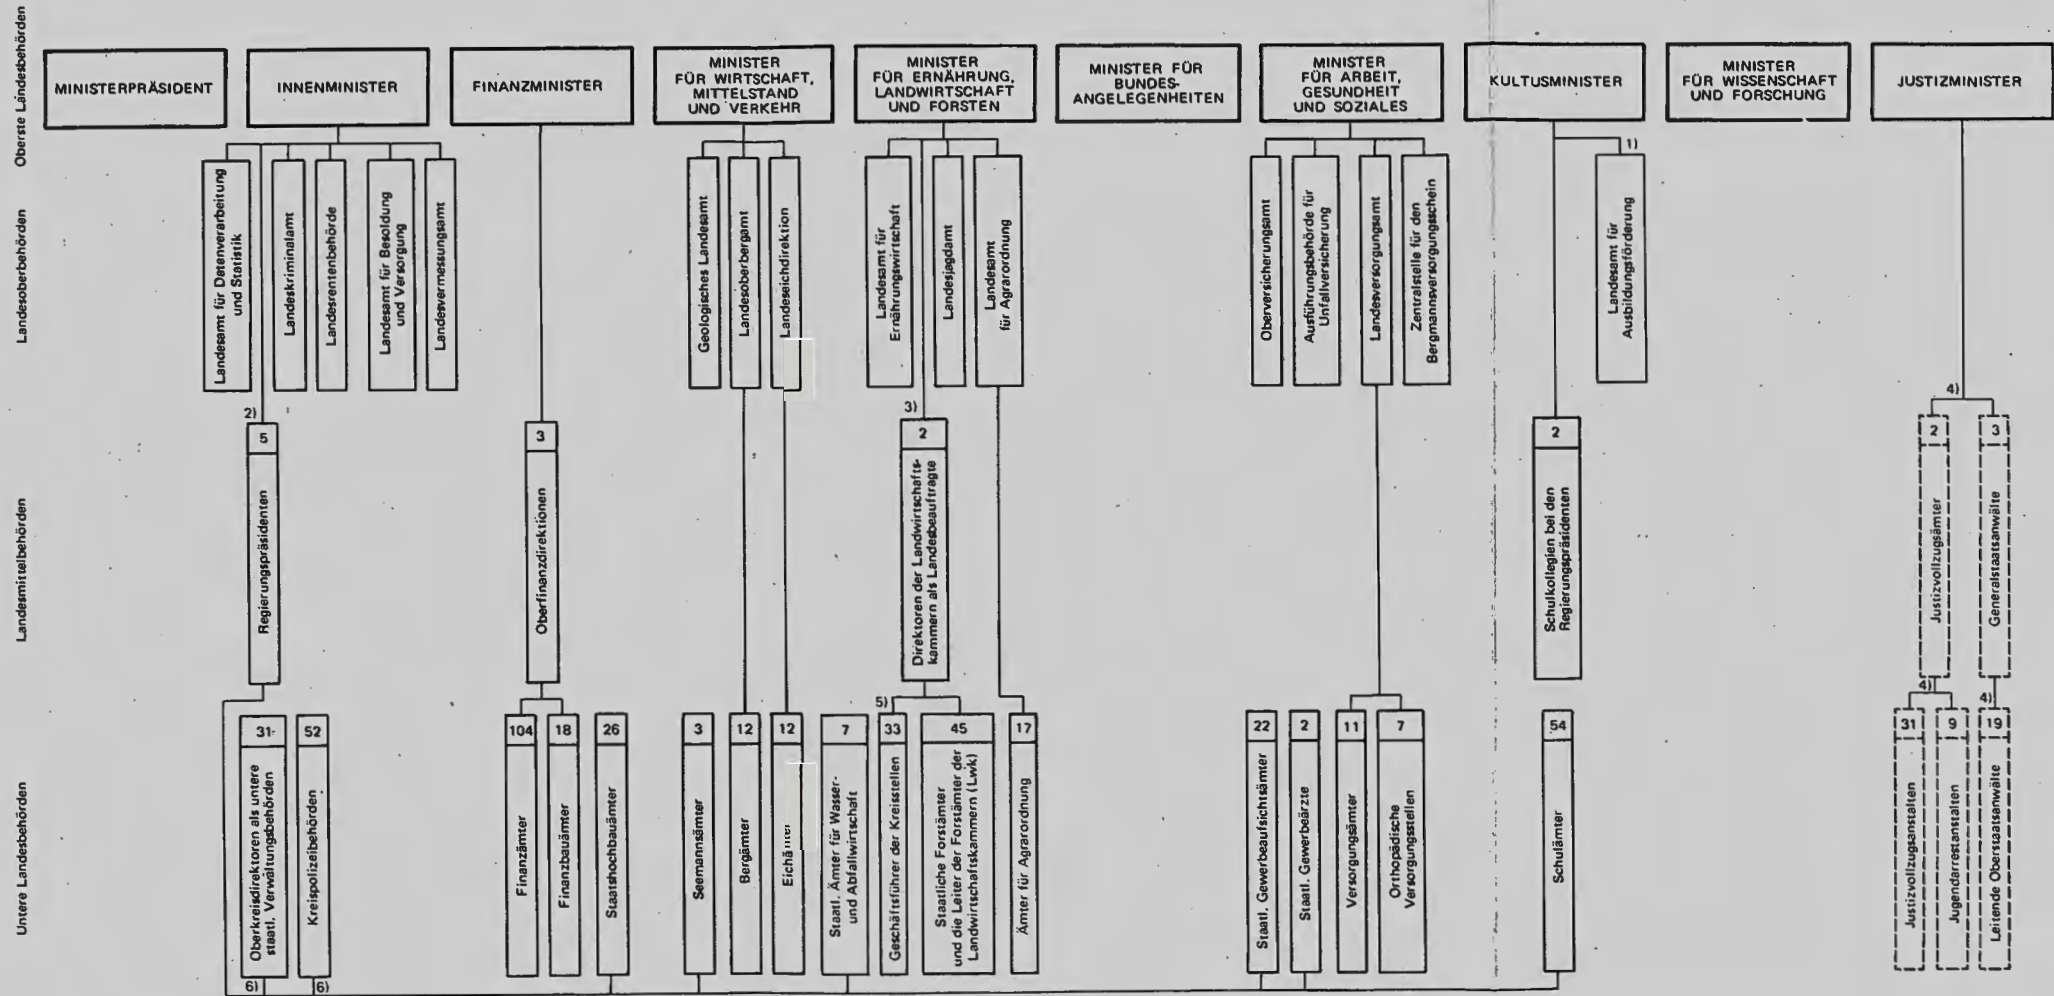 Oberste Landesbehörden
MINISTERPRÄSIDENT
INNENMINISTER
FINANZMINISTER
MINISTER
FÜR WIRTSCHAFT,
MITTELSTAND
UND VERKEHR
MINISTER
FÜR ERNÄHRUNG,
LANDWIRTSCHAFT
UND FORSTEN
MINISTER FÜR
BUNDES-
ANGELEGENHEITEN
MINISTER
FÜR ARBEIT,
GESUNDHEIT
UND SOZIALES
KULTUSMINISTER
MINISTER
FÜR WISSENSCHAFT
UND FORSCHUNG
JUSTIZMINISTER
Landesoberbehörden
Landesamt für Datenverarbeitung
und Statistik
Landeskriminalamt
Landesrentenbehörde
Landesamt für Besoldung
und Versorgung
Landesvermessungsamt
Geologisches Landesamt
Landesoberbergamt
Landeseichdirektion
Landesamt für
Ernährungswirtschaft
Landesjagdamt
Landesamt
für Agrarordnung
Oberversicherungsamt
Ausführungsbehörde für
Unfallversicherung
Landesversorgungsamt
Zentralstelle für den
Bergmannsversorgungsschein
1)
Landesamt für
Ausbildungsförderung
Landesmittelbehörden
2)
5
Regierungspräsidenten
3
Oberfinanzdirektionen
3)
2
Direktoren der Landwirtschafts-
kammern als Landesbeauftragte
2
Schulkollegien bei den
Regierungspräsidenten
4)
2
Justizvollzugsämter
3
Generalstaatsanwälte
Untere Landesbehörden
31
Oberkreisdirektoren als untere
staatl. Verwaltungsbehörden
6)
52
Kreispolizeibehörden
6)
104
Finanzämter
18
Finanzbauämter
26
Staatshochbauämter
3
Seemannsämter
12
Bergämter
12
7
Staatl. Ämter für Wasser-
und Abfallwirtschaft
5)
33
Geschäftsführer der Kreisstellen
45
Staatliche Forstämter
und die Leiter der Forstämter der
Landwirtschaftskammern (Lwk)
17
Ämter für Agrarordnung
22
Staatl. Gewerbeaufsichtsämter
2
Staatl. Gewerbeärzte
11
Versorgungsämter
7
Orthopädische
Versorgungsstellen
54
Schulämter
4)
31
Justizvollzugsanstalten
9
Jugendarrestanstalten
4)
19
Leitende Oberstaatsanwälte